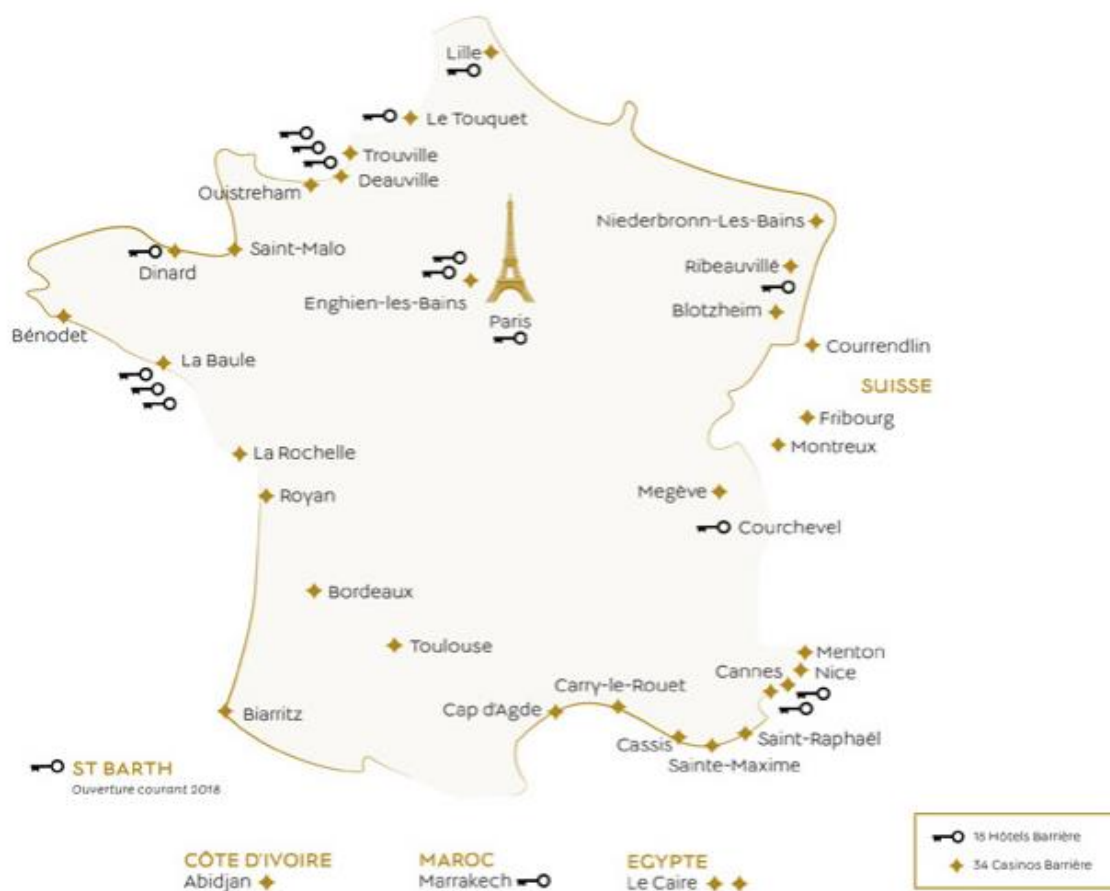 Lille
Le Touquet
Trouville
Deauville
Ouistreham
Niederbronn-Les-Bains
Saint-Malo
Dinard
Ribeauvillé
Enghien-les-Bains
Blotzheim
Paris
Bénodet
La Baule
Courrendlin
SUISSE
Fribourg
Montreux
La Rochelle
Megève
Royan
Courchevel
Bordeaux
Toulouse
Menton
Cannes
Nice
Carry-le-Rouet
Biarritz
Cap d'Agde
Saint-Raphaël
Cassis
Sainte-Maxime
ST BARTH
Ouverture courant 2018
18 Hôtels Barrière
34 Casinos Barrière
CÔTE D'IVOIRE
Abidjan
MAROC
Marrakech
EGYPTE
Le Caire